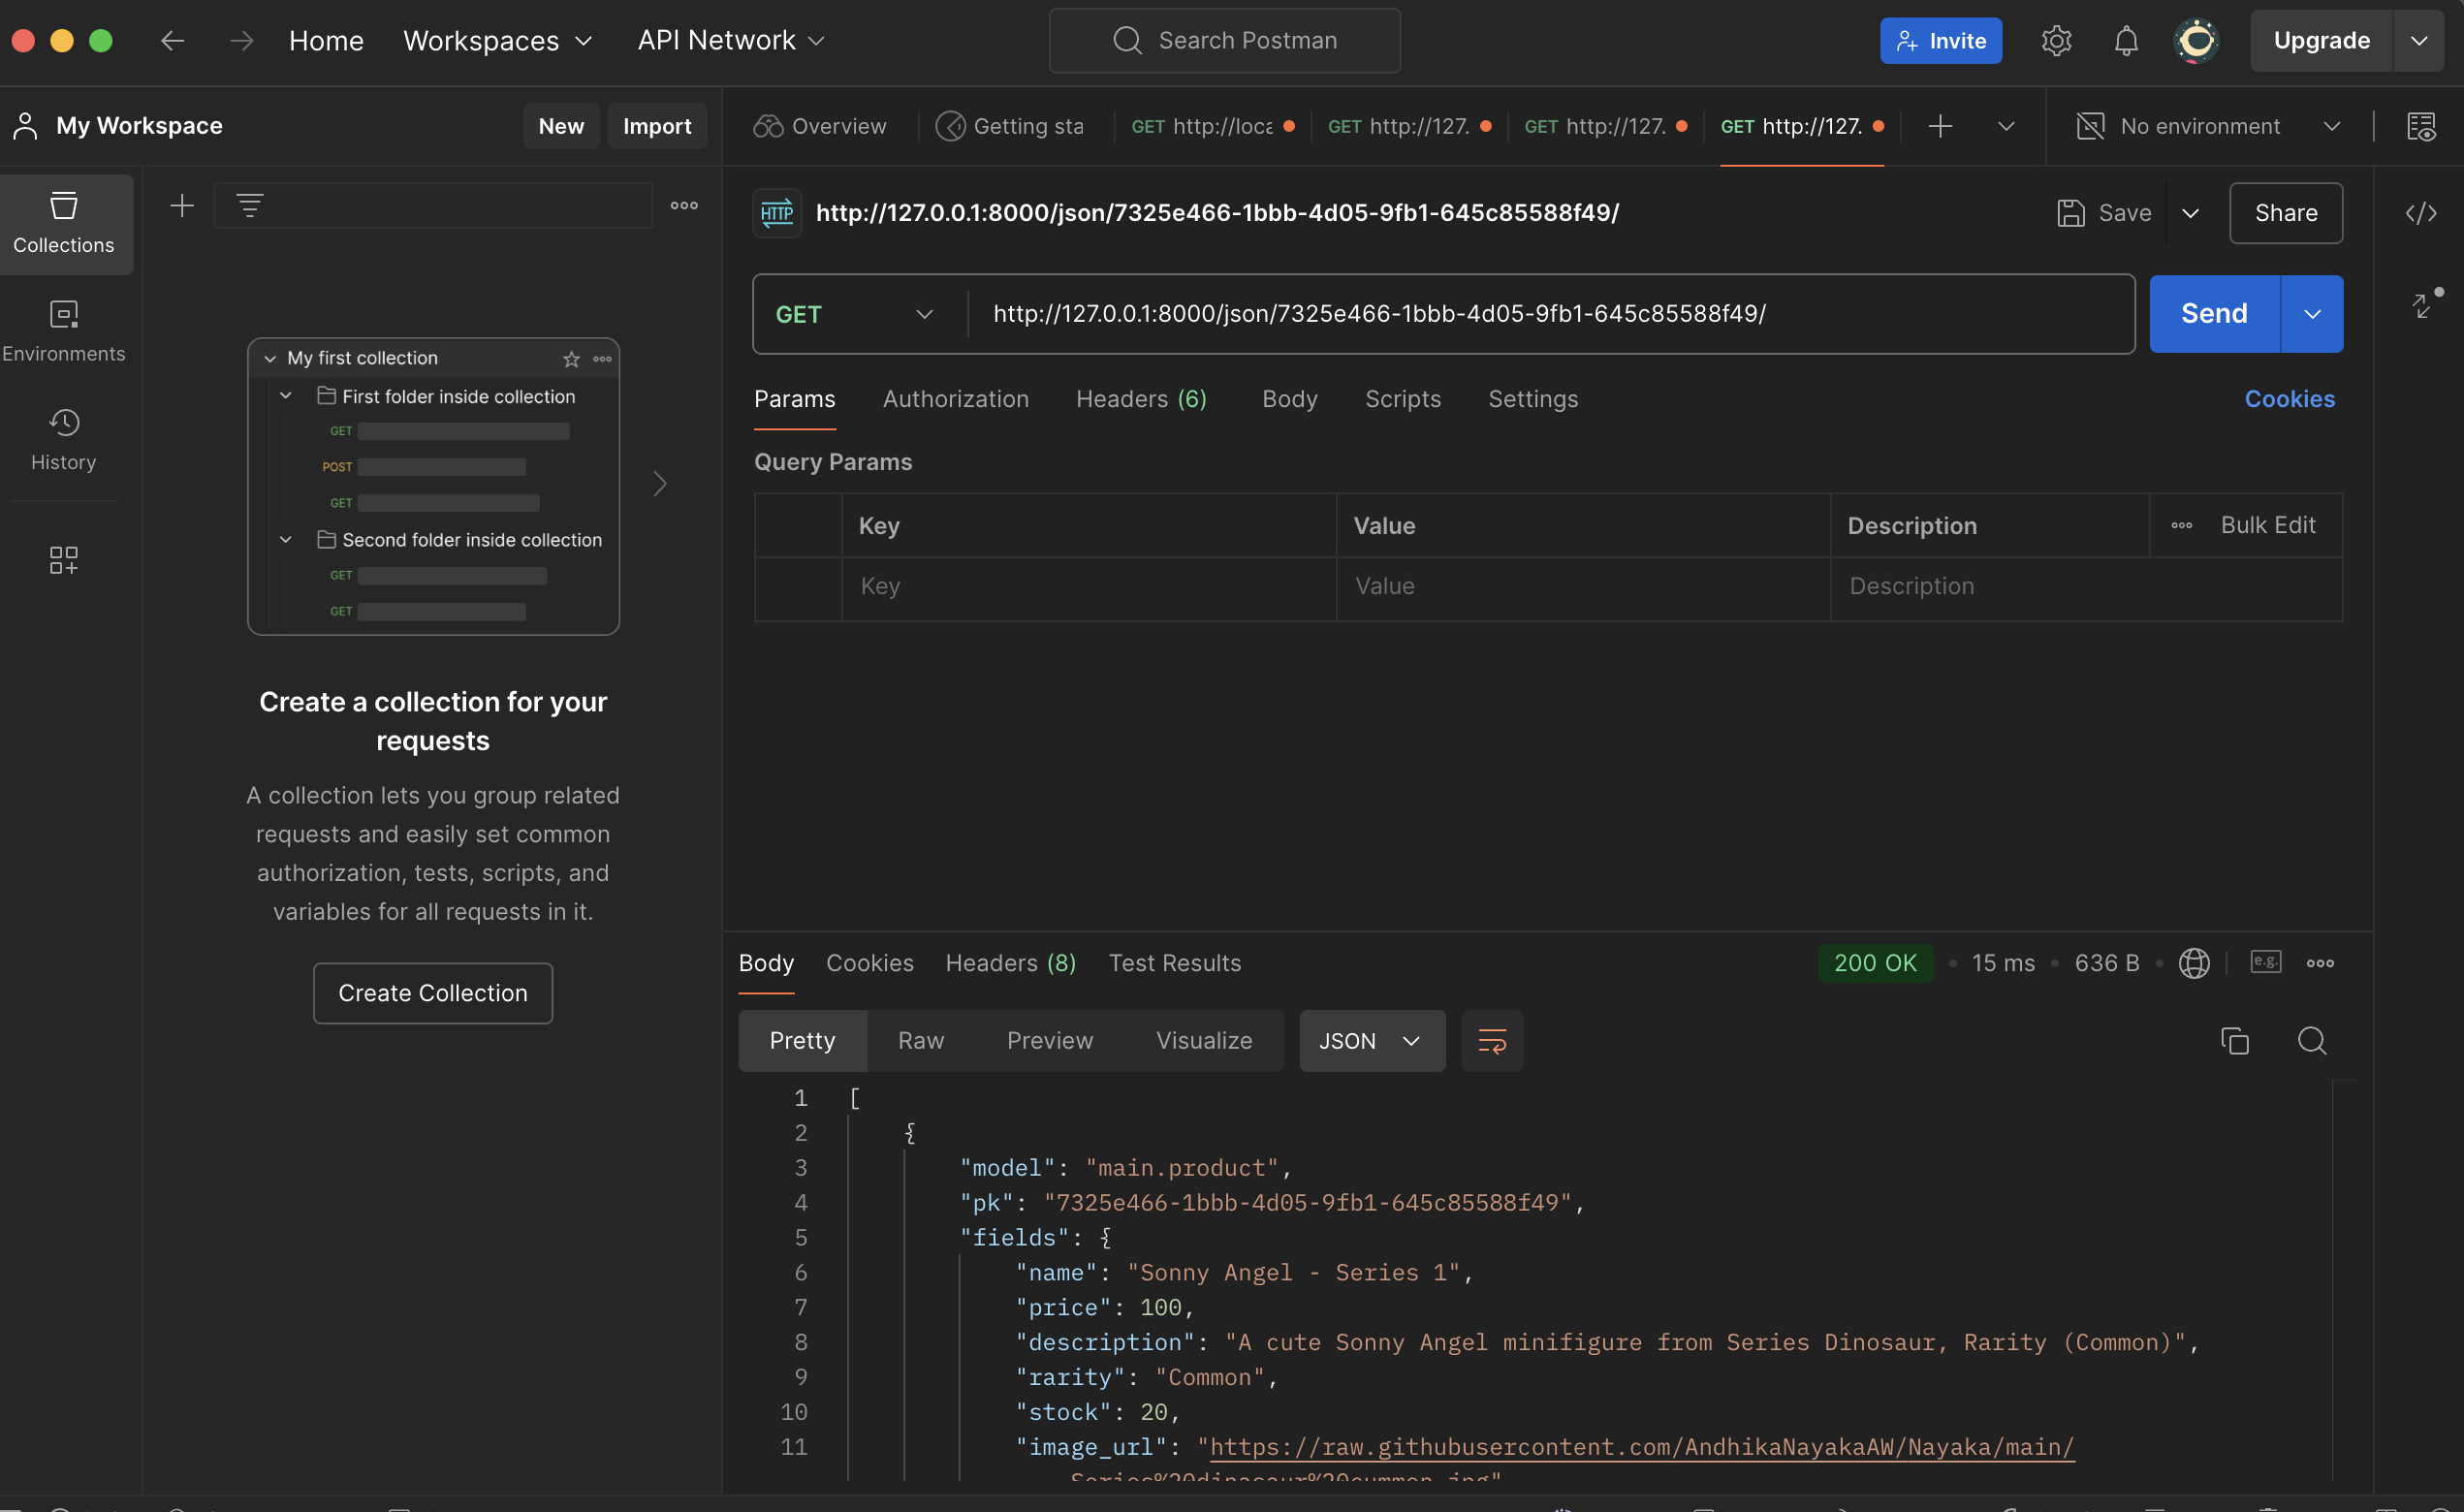 Home Workspaces API Network Search Postman Invite Upgrade
My Workspace New Import
Overview Getting sta GET http://loca GET http://127. GET http://127. GET http://127. No environment
Collections
Environments
History
My first collection
First folder inside collection
GET
POST
GET
Second folder inside collection
GET
GET
Create a collection for your
requests
A collection lets you group related
requests and easily set common
authorization, tests, scripts, and
variables for all requests in it.
Create Collection
HTTP http://127.0.0.1:8000/json/7325e466-1bbb-4d05-9fb1-645c85588f49/ Save Share
GET http://127.0.0.1:8000/json/7325e466-1bbb-4d05-9fb1-645c85588f49/ Send
Params Authorization Headers (6) Body Scripts Settings Cookies
Query Params
Key Value Description Bulk Edit
Key Value Description
Body Cookies Headers (8) Test Results 200 OK 15 ms 636 B e.g.
Pretty Raw Preview Visualize JSON
1 [
2 {
3 "model": "main.product",
4 "pk": "7325e466-1bbb-4d05-9fb1-645c85588f49",
5 "fields": {
6 "name": "Sonny Angel - Series 1",
7 "price": 100,
8 "description": "A cute Sonny Angel minifigure from Series Dinosaur, Rarity (Common)",
9 "rarity": "Common",
10 "stock": 20,
11 "image_url": "https://raw.githubusercontent.com/AndhikaNayakaAW/Nayaka/main/